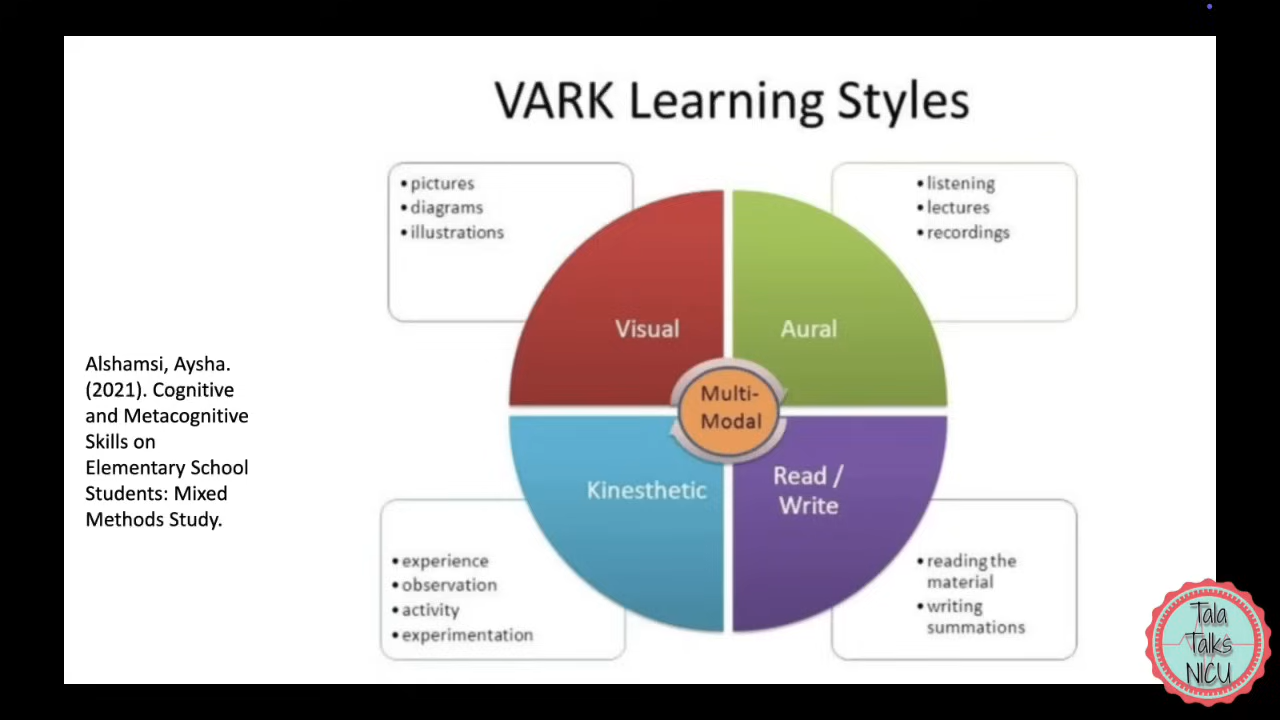 VARK Learning Styles
• pictures
• diagrams
• illustrations
• listening
• lectures
• recordings
Visual
Aural
Multi-
Modal
Kinesthetic
Read /
Write
• experience
• observation
• activity
• experimentation
• reading the
material
• writing
summations
Alshamsi, Aysha.
(2021). Cognitive
and Metacognitive
Skills on
Elementary School
Students: Mixed
Methods Study.
Tala
Talks
NICU